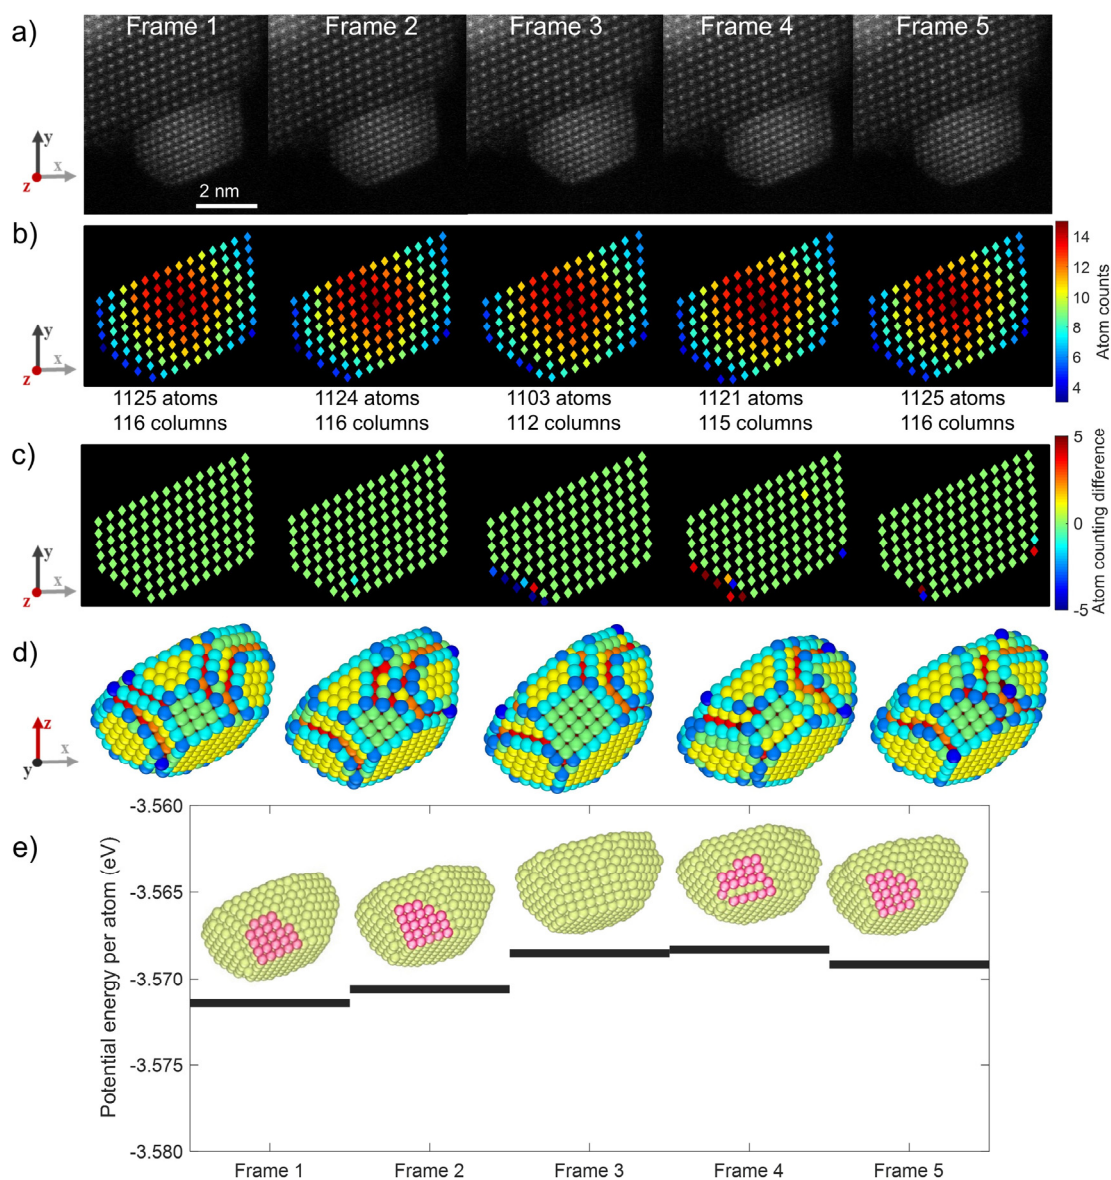 a)
Frame 1 Frame 2 Frame 3 Frame 4 Frame 5
y
x
z
2 nm
b)
14
12
10
8
6
4
Atom counts
y
x
z
1125 atoms 1124 atoms 1103 atoms 1121 atoms 1125 atoms
116 columns 116 columns 112 columns 115 columns 116 columns
c)
5
0
-5
Atom counting difference
y
x
z
d)
z
x
y
e)
-3.560
-3.565
-3.570
-3.575
-3.580
Potential energy per atom (eV)
Frame 1 Frame 2 Frame 3 Frame 4 Frame 5